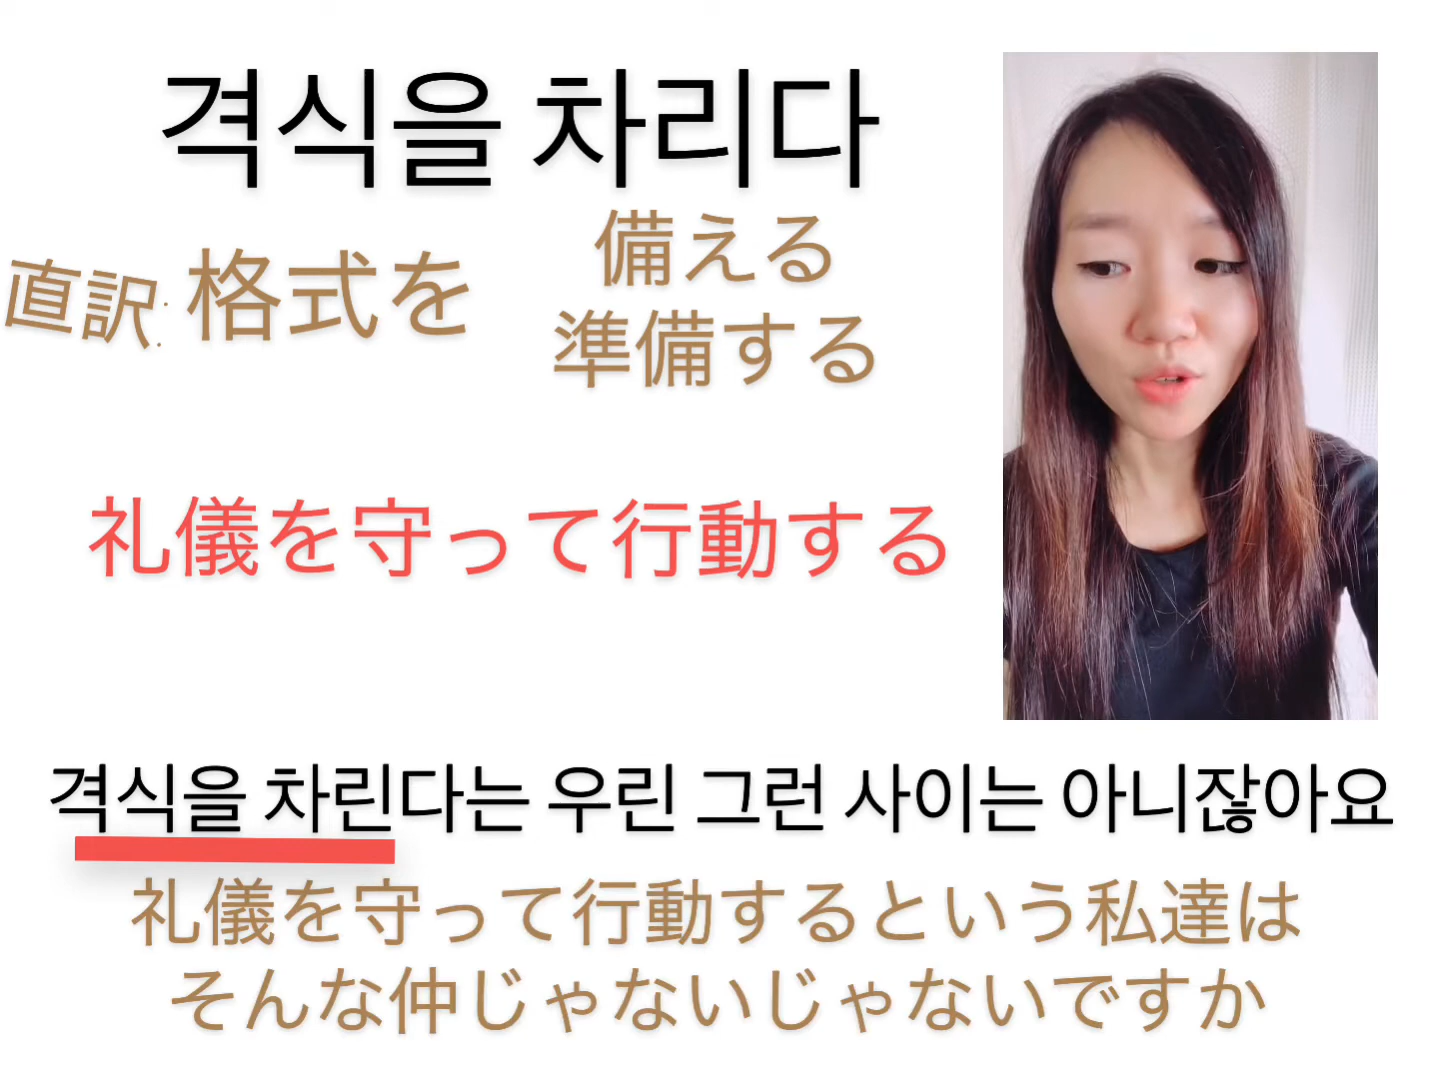 격식을 차리다
直訳: 格式を
備える
準備する
礼儀を守って行動する
격식을 차린다는 우린 그런 사이는 아니잖아요
礼儀を守って行動するという私達は
そんな仲じゃないじゃないですか